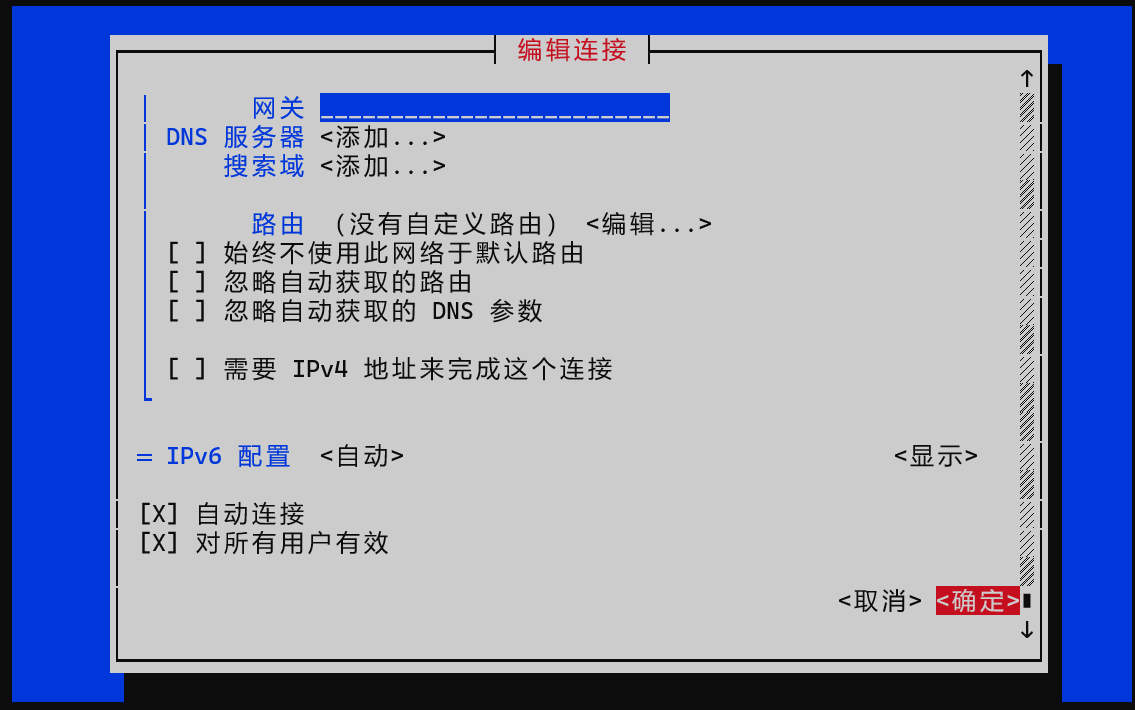 编辑连接
↑
网关 _________________________
DNS 服务器 <添加...>
搜索域 <添加...>
路由 （没有自定义路由） <编辑...>
[ ] 始终不使用此网络于默认路由
[ ] 忽略自动获取的路由
[ ] 忽略自动获取的 DNS 参数
[ ] 需要 IPv4 地址来完成这个连接
= IPv6 配置 <自动> <显示>
[X] 自动连接
[X] 对所有用户有效
<取消> <确定>
↓